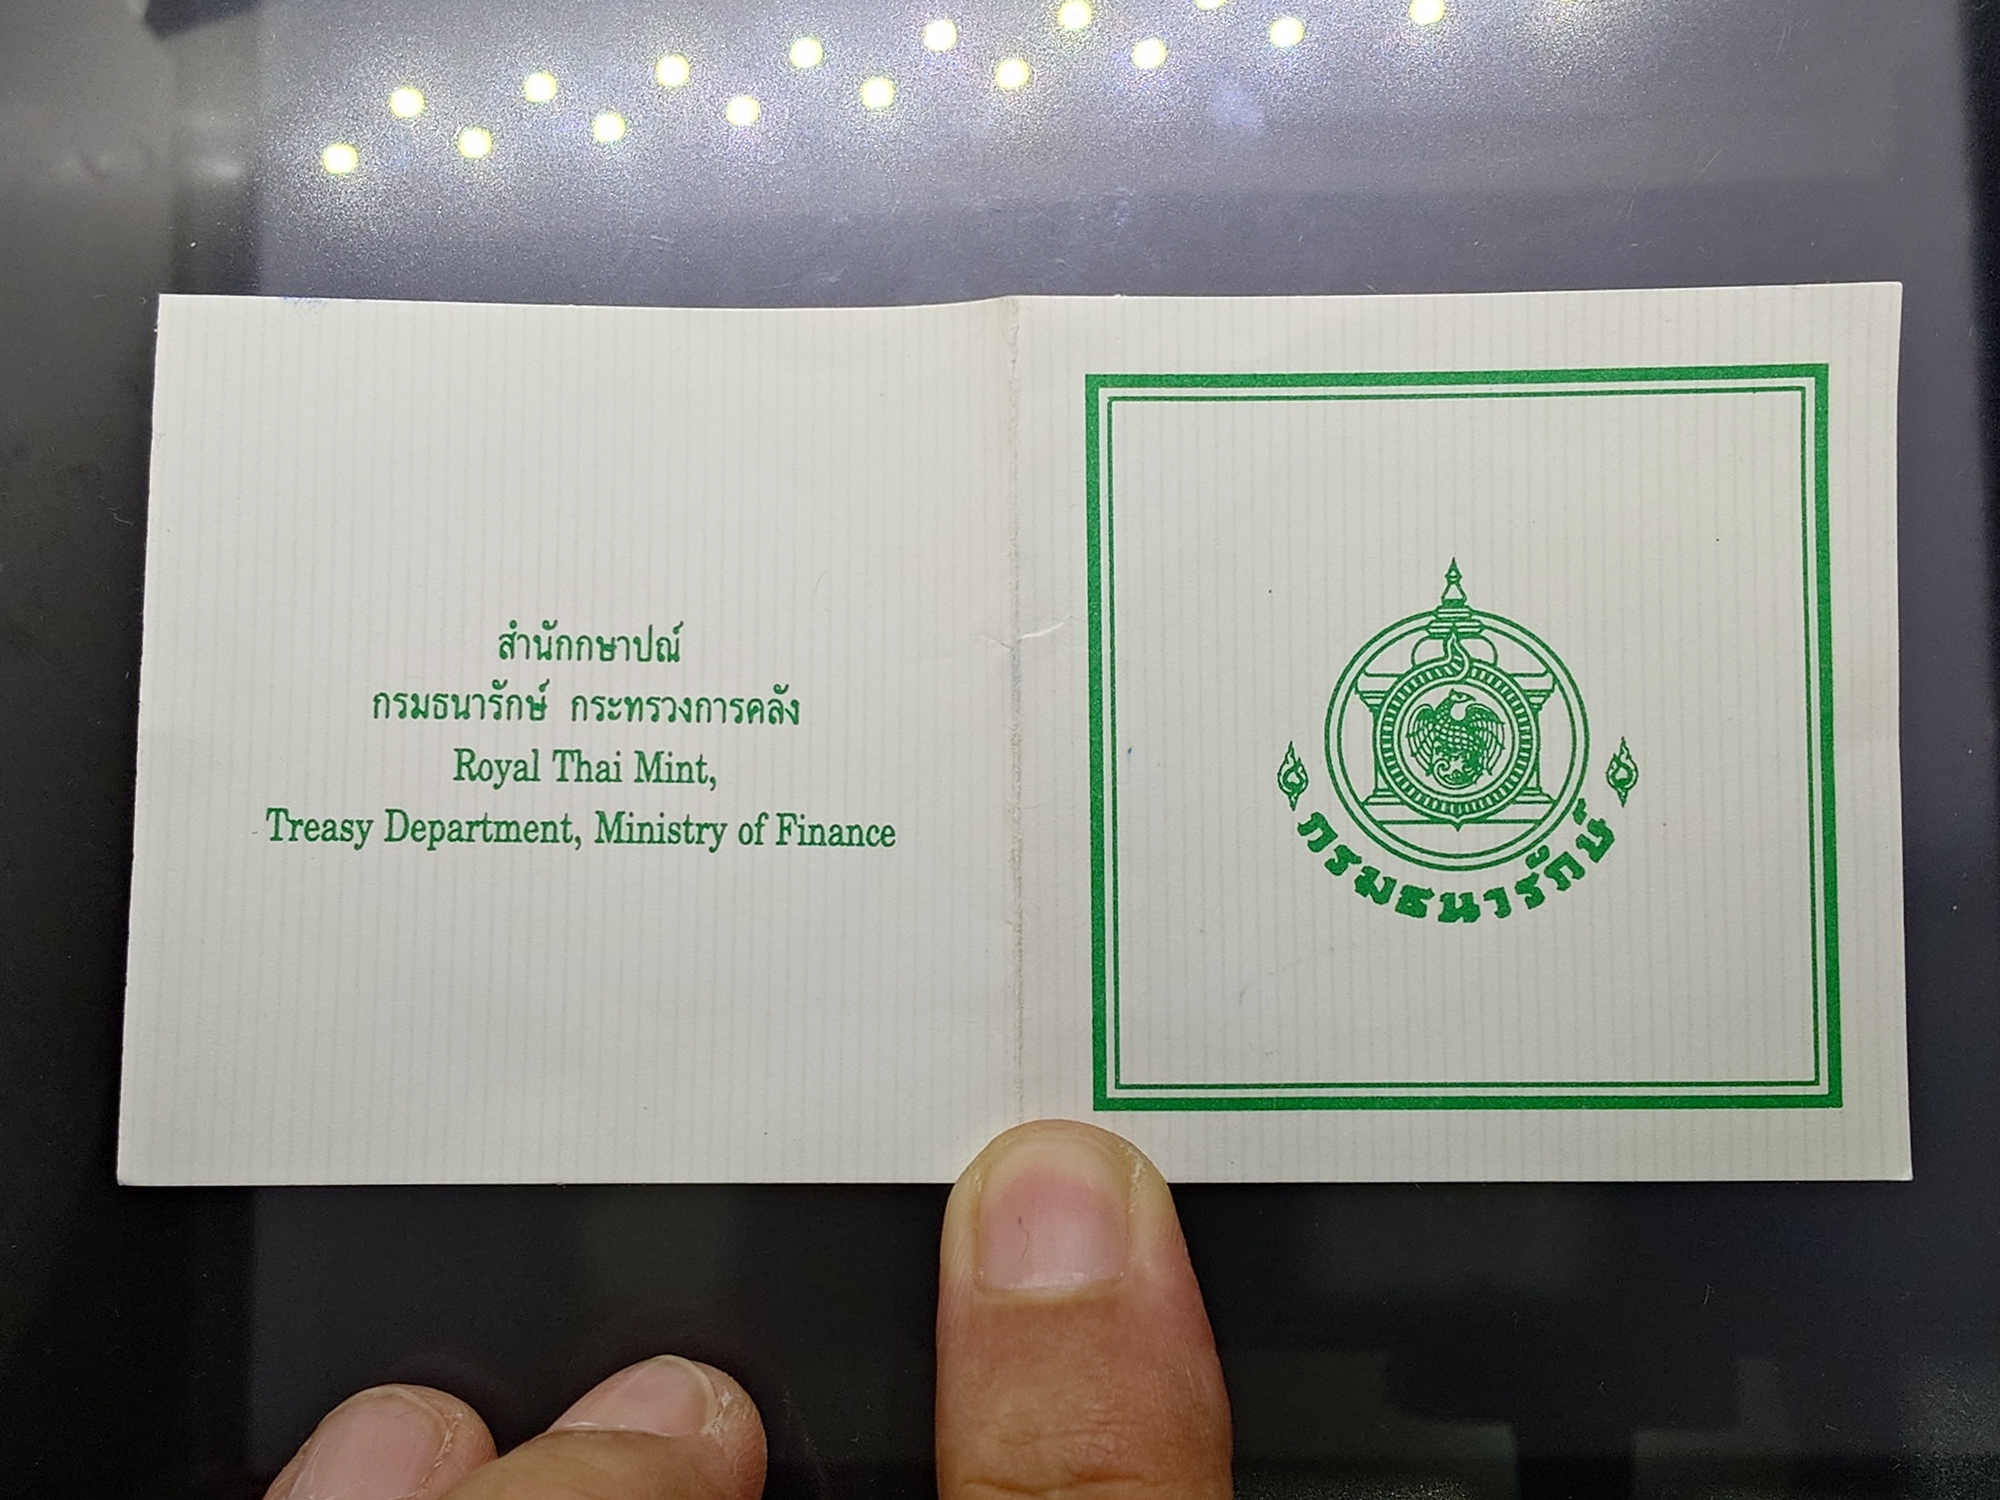 สำนักกษาปณ์
กรมธนารักษ์ กระทรวงการคลัง
Royal Thai Mint,
Treasy Department, Ministry of Finance
กรมธนารักษ์